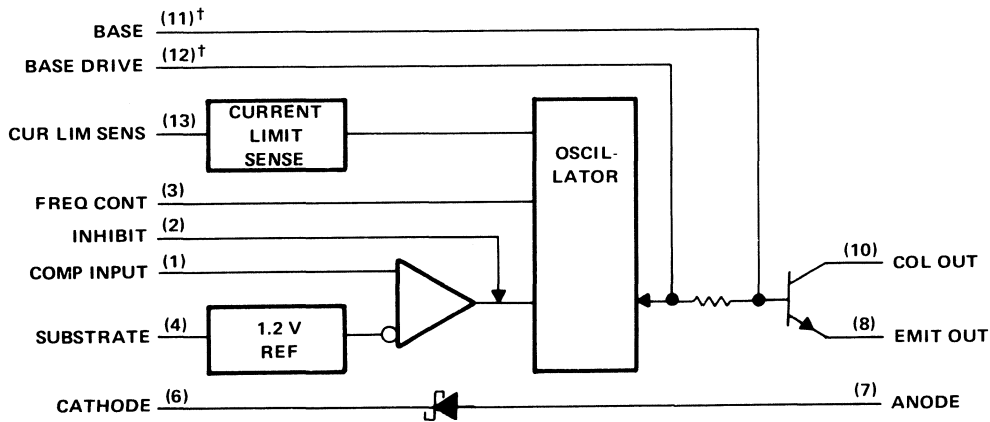 BASE (11)†
BASE DRIVE (12)†
CUR LIM SENS (13)
CURRENT
LIMIT
SENSE
OSCIL-
LATOR
FREQ CONT (3)
INHIBIT (2)
COMP INPUT (1)
(10) COL OUT
SUBSTRATE (4)
1.2 V
REF
(8) EMIT OUT
CATHODE (6)
(7) ANODE